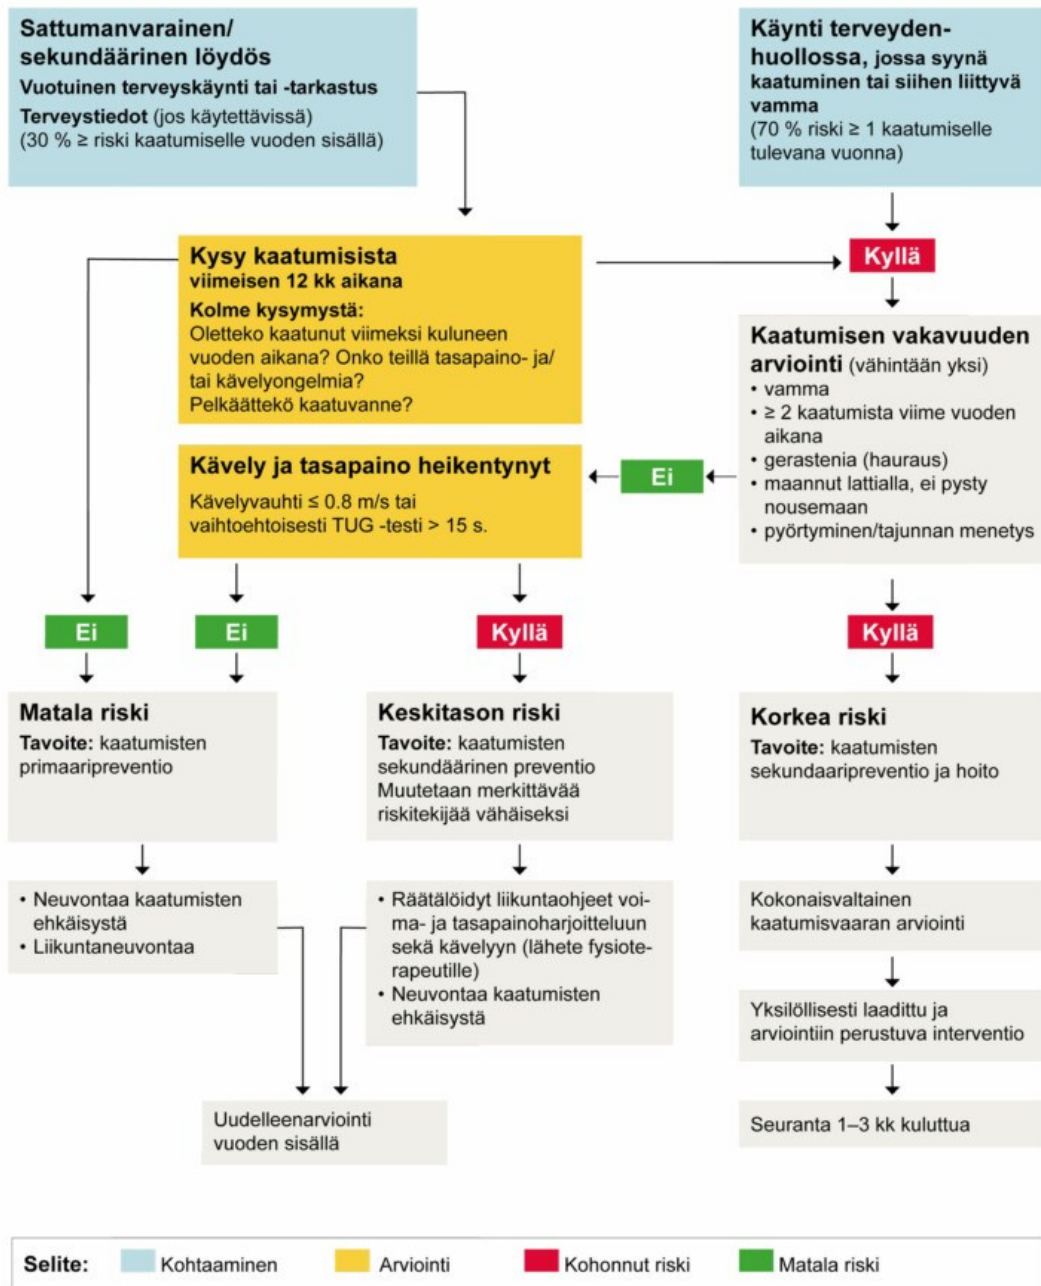 Sattumanvarainen/
sekundäärinen löydös
Vuotuinen terveyskäynti tai -tarkastus
Terveystiedot (jos käytettävissä)
(30 % ≥ riski kaatumiselle vuoden sisällä)
Käynti terveyden-
huollossa, jossa syynä
kaatuminen tai siihen liittyvä
vamma
(70 % riski ≥ 1 kaatumiselle
tulevana vuonna)
Kysy kaatumisista
viimeisen 12 kk aikana
Kolme kysymystä:
Oletteko kaatunut viimeksi kuluneen
vuoden aikana? Onko teillä tasapaino- ja/
tai kävelyongelmia?
Pelkäättekö kaatuvanne?
Kyllä
Kaatumisen vakavuuden
arviointi (vähintään yksi)
• vamma
• ≥ 2 kaatumista viime vuoden
aikana
• gerastenia (hauraus)
• maannut lattialla, ei pysty
nousemaan
• pyörtyminen/tajunnan menetys
Ei
Kävely ja tasapaino heikentynyt
Kävelyvauhti ≤ 0.8 m/s tai
vaihtoehtoisesti TUG -testi > 15 s.
Ei
Ei
Kyllä
Kyllä
Matala riski
Tavoite: kaatumisten
primaaripreventio
Keskitason riski
Tavoite: kaatumisten
sekundäärinen preventio
Muutetaan merkittävää
riskitekijää vähäiseksi
Korkea riski
Tavoite: kaatumisten
sekundaaripreventio ja hoito
• Neuvontaa kaatumisten
ehkäisystä
• Liikuntaneuvontaa
• Räätälöidyt liikuntaohjeet voi-
ma- ja tasapainoharjoitteluun
sekä kävelyyn (lähete fysiote-
rapeutille)
• Neuvontaa kaatumisten
ehkäisystä
Kokonaisvaltainen
kaatumisvaaran arviointi
Yksilöllisesti laadittu ja
arviointiin perustuva interventio
Uudelleenarviointi
vuoden sisällä
Seuranta 1–3 kk kuluttua
Selite: Kohtaaminen Arviointi Kohonnut riski Matala riski